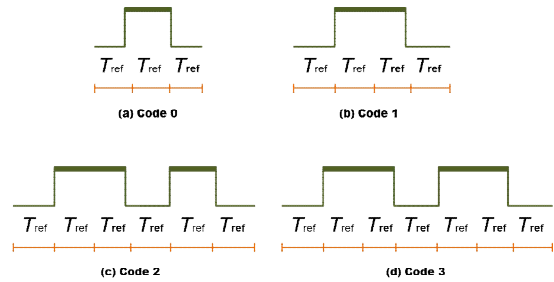 Tref Tref Tref
Tref Tref Tref Tref
(a) Code 0
(b) Code 1
Tref Tref Tref Tref Tref Tref
Tref Tref Tref Tref Tref Tref Tref
(c) Code 2
(d) Code 3